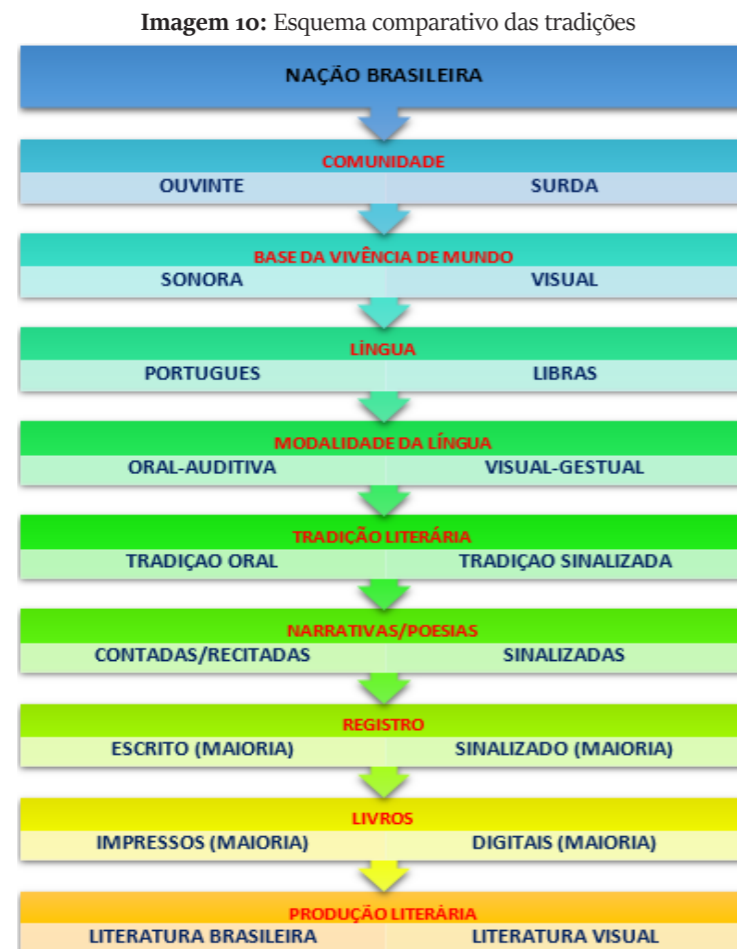 Imagem 10: Esquema comparativo das tradições
NAÇÃO BRASILEIRA
COMUNIDADE
OUVINTE SURDA
BASE DA VIVÊNCIA DE MUNDO
SONORA VISUAL
LÍNGUA
PORTUGUES LIBRAS
MODALIDADE DA LÍNGUA
ORAL-AUDITIVA VISUAL-GESTUAL
TRADIÇÃO LITERÁRIA
TRADIÇAO ORAL TRADIÇAO SINALIZADA
NARRATIVAS/POESIAS
CONTADAS/RECITADAS SINALIZADAS
REGISTRO
ESCRITO (MAIORIA) SINALIZADO (MAIORIA)
LIVROS
IMPRESSOS (MAIORIA) DIGITAIS (MAIORIA)
PRODUÇÃO LITERÁRIA
LITERATURA BRASILEIRA LITERATURA VISUAL